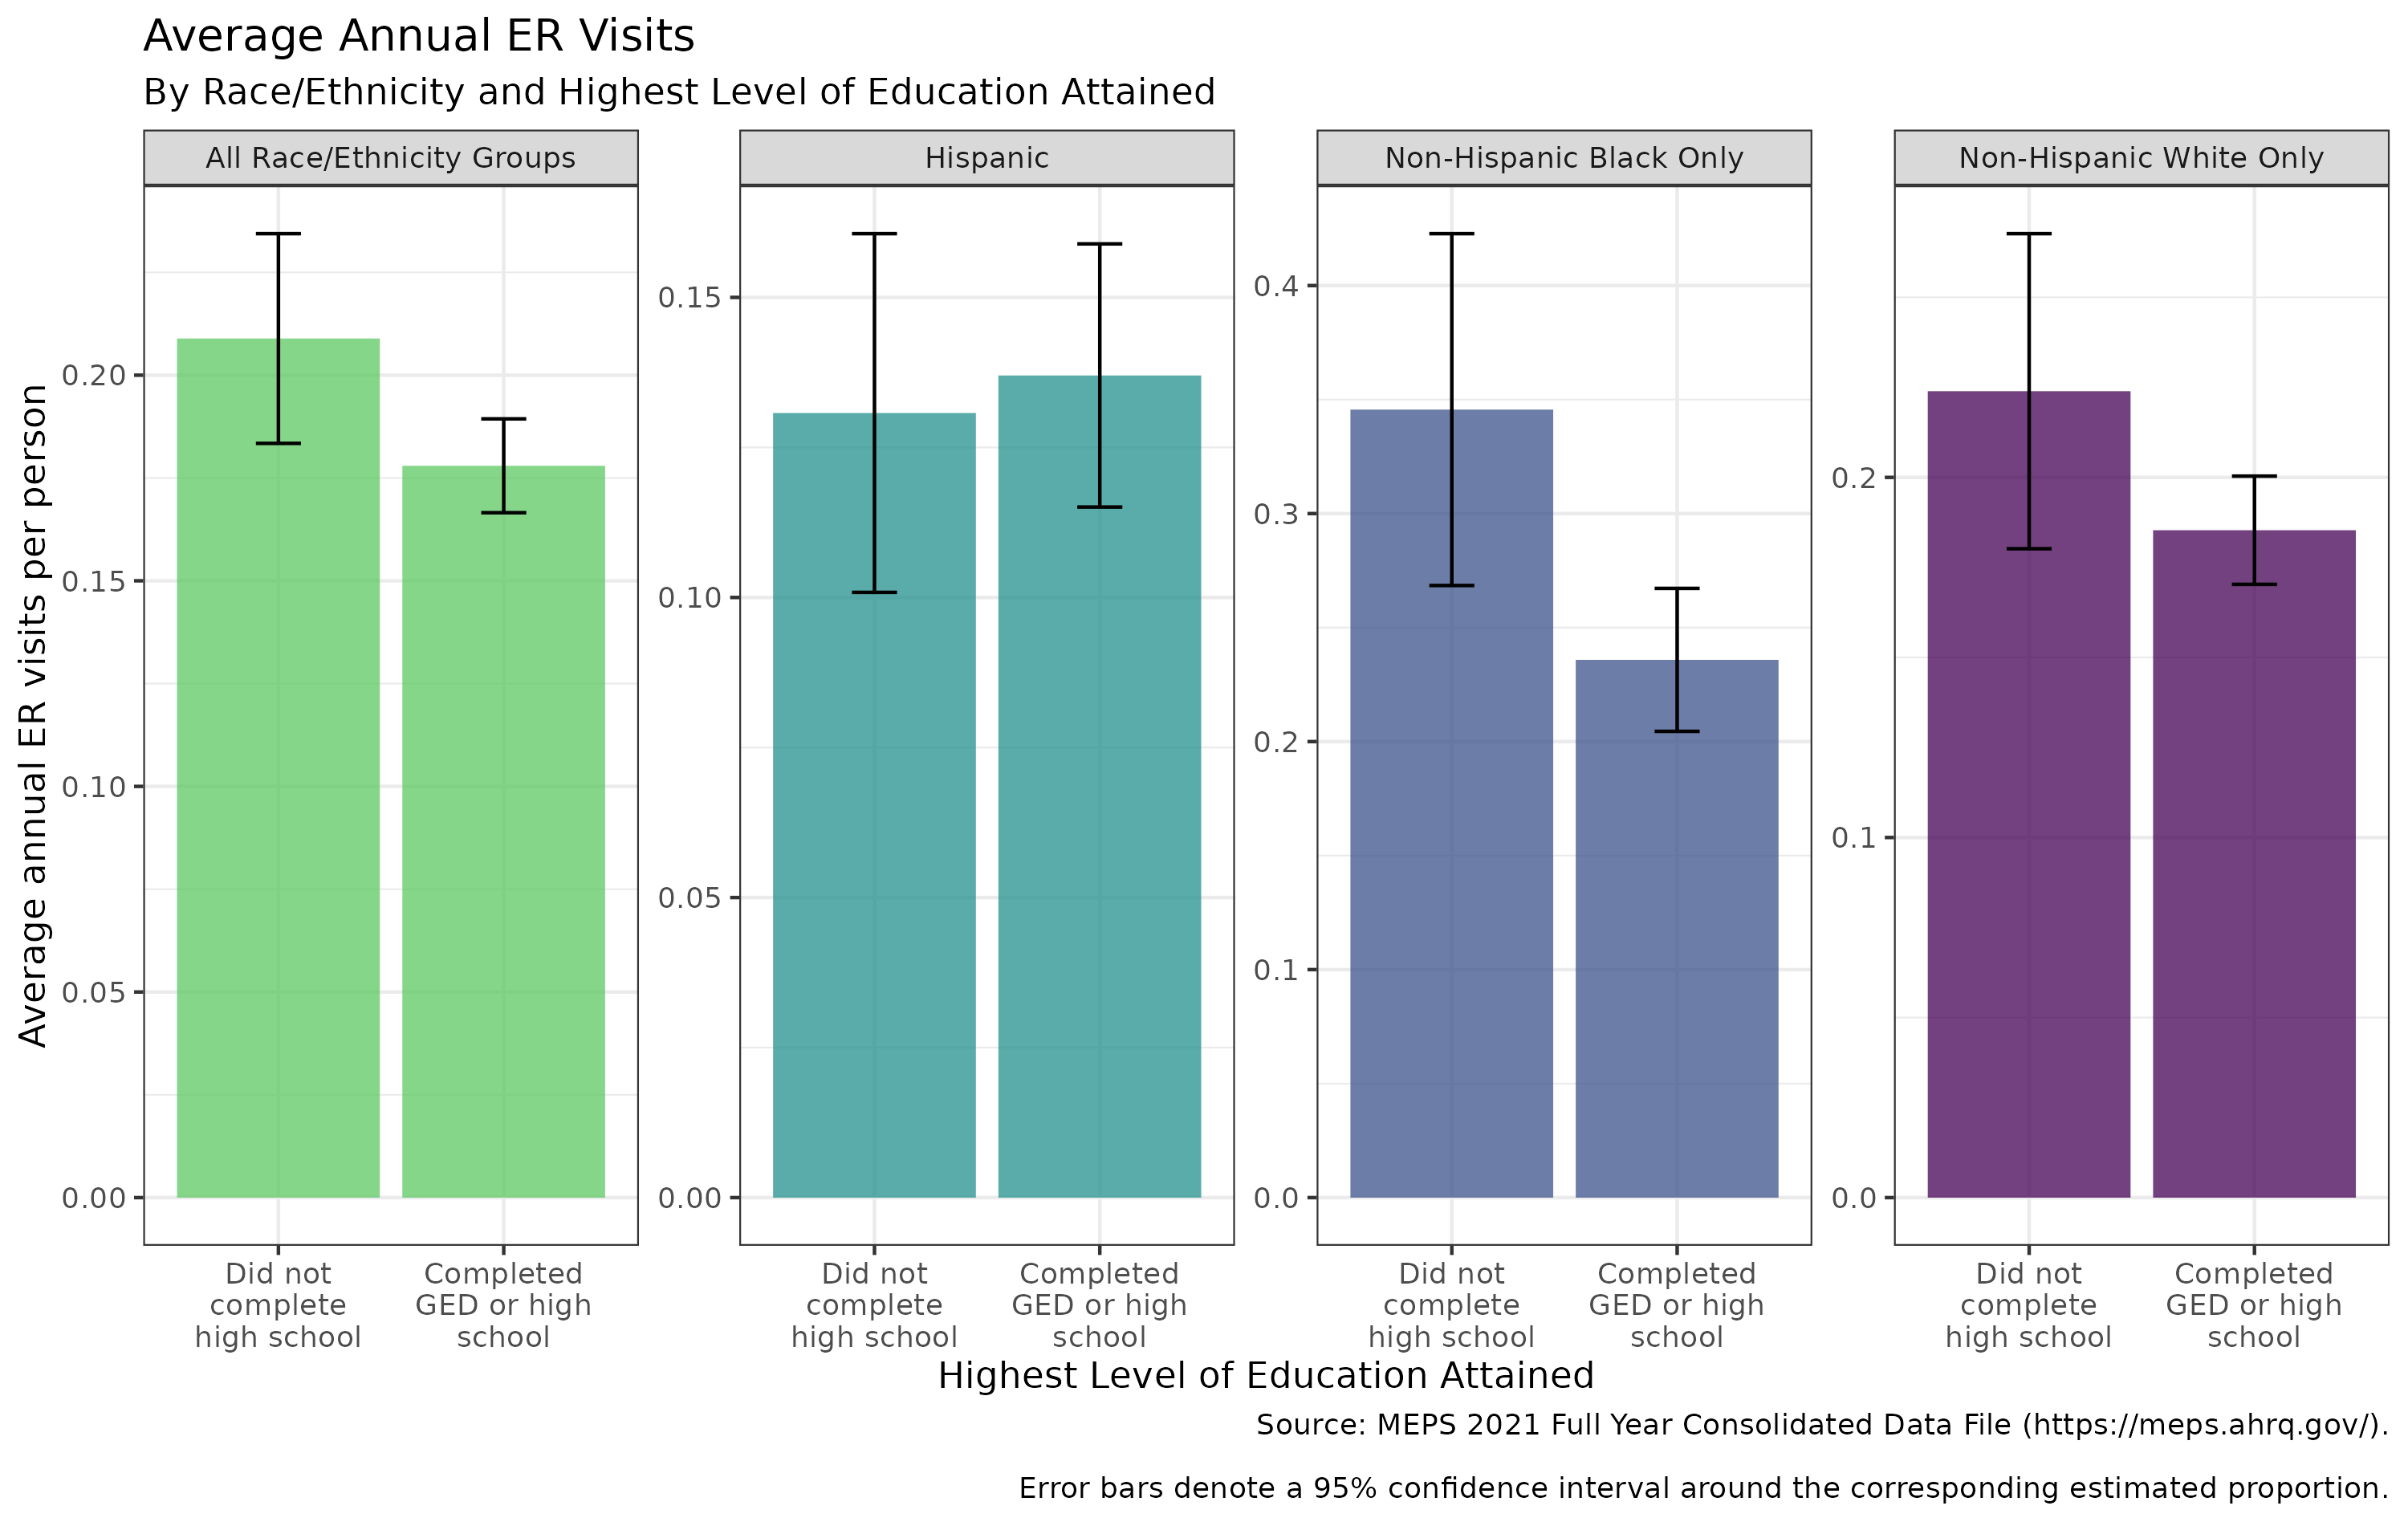 Average Annual ER Visits
By Race/Ethnicity and Highest Level of Education Attained
Average annual ER visits per person
All Race/Ethnicity Groups
0.20
0.15
0.10
0.05
0.00
Did not
complete
high school
Completed
GED or high
school
Hispanic
0.15
0.10
0.05
0.00
Did not
complete
high school
Completed
GED or high
school
Non-Hispanic Black Only
0.4
0.3
0.2
0.1
0.0
Did not
complete
high school
Completed
GED or high
school
Non-Hispanic White Only
0.2
0.1
0.0
Did not
complete
high school
Completed
GED or high
school
Highest Level of Education Attained
Source: MEPS 2021 Full Year Consolidated Data File (https://meps.ahrq.gov/).
Error bars denote a 95% confidence interval around the corresponding estimated proportion.